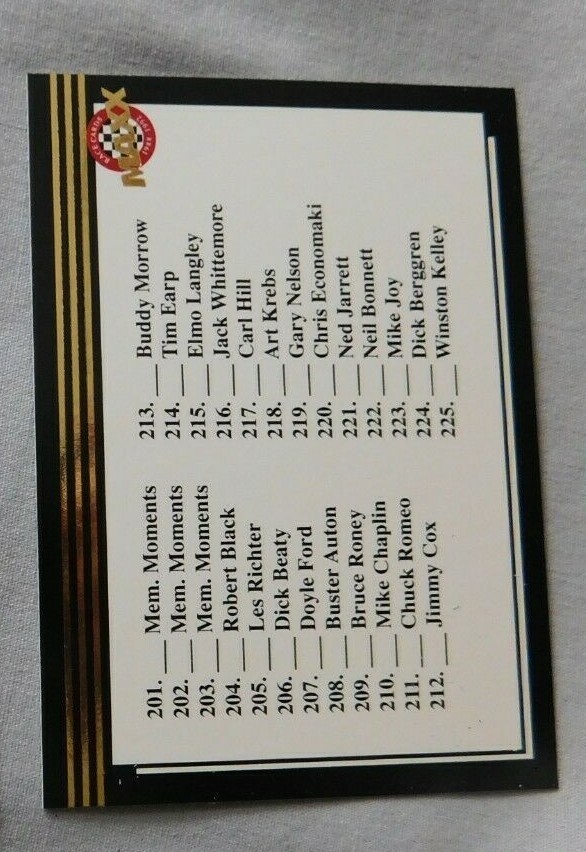 RACE CARDS
MAXX
1988 1992
201. ___ Mem. Moments
202. ___ Mem. Moments
203. ___ Mem. Moments
204. ___ Robert Black
205. ___ Les Richter
206. ___ Dick Beaty
207. ___ Doyle Ford
208. ___ Buster Auton
209. ___ Bruce Roney
210. ___ Mike Chaplin
211. ___ Chuck Romeo
212. ___ Jimmy Cox
213. ___ Buddy Morrow
214. ___ Tim Earp
215. ___ Elmo Langley
216. ___ Jack Whittemore
217. ___ Carl Hill
218. ___ Art Krebs
219. ___ Gary Nelson
220. ___ Chris Economaki
221. ___ Ned Jarrett
222. ___ Neil Bonnett
223. ___ Mike Joy
224. ___ Dick Berggren
225. ___ Winston Kelley